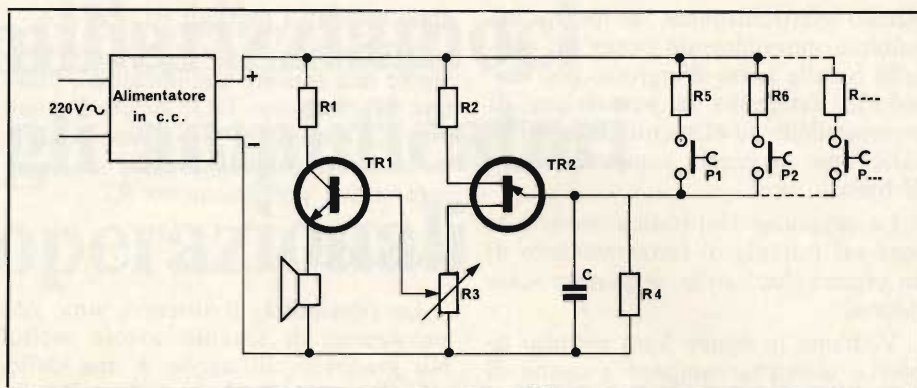 220V~
Alimentatore
in c.c.
+
−
R1
R2
R3
R4
R5
R6
R---
TR1
TR2
C
P1
P2
P---